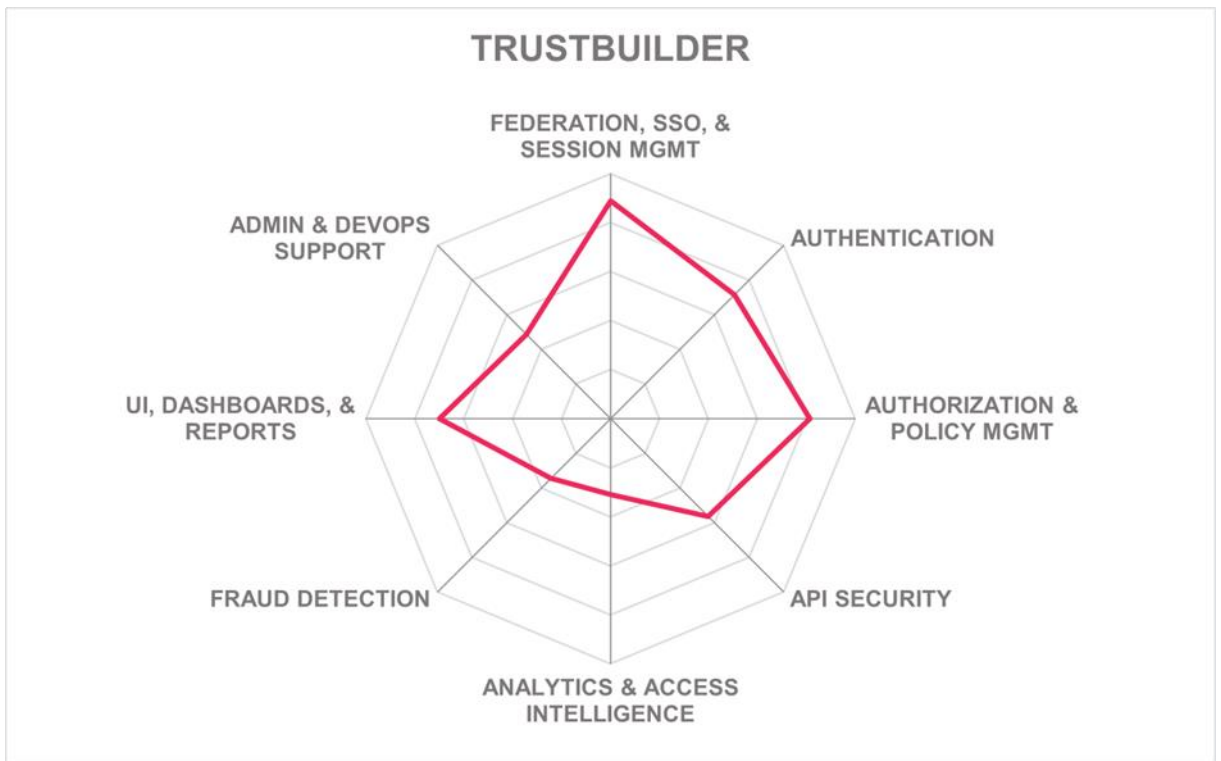 TRUSTBUILDER
FEDERATION, SSO, &
SESSION MGMT
AUTHENTICATION
AUTHORIZATION &
POLICY MGMT
API SECURITY
ANALYTICS & ACCESS
INTELLIGENCE
FRAUD DETECTION
UI, DASHBOARDS, &
REPORTS
ADMIN & DEVOPS
SUPPORT